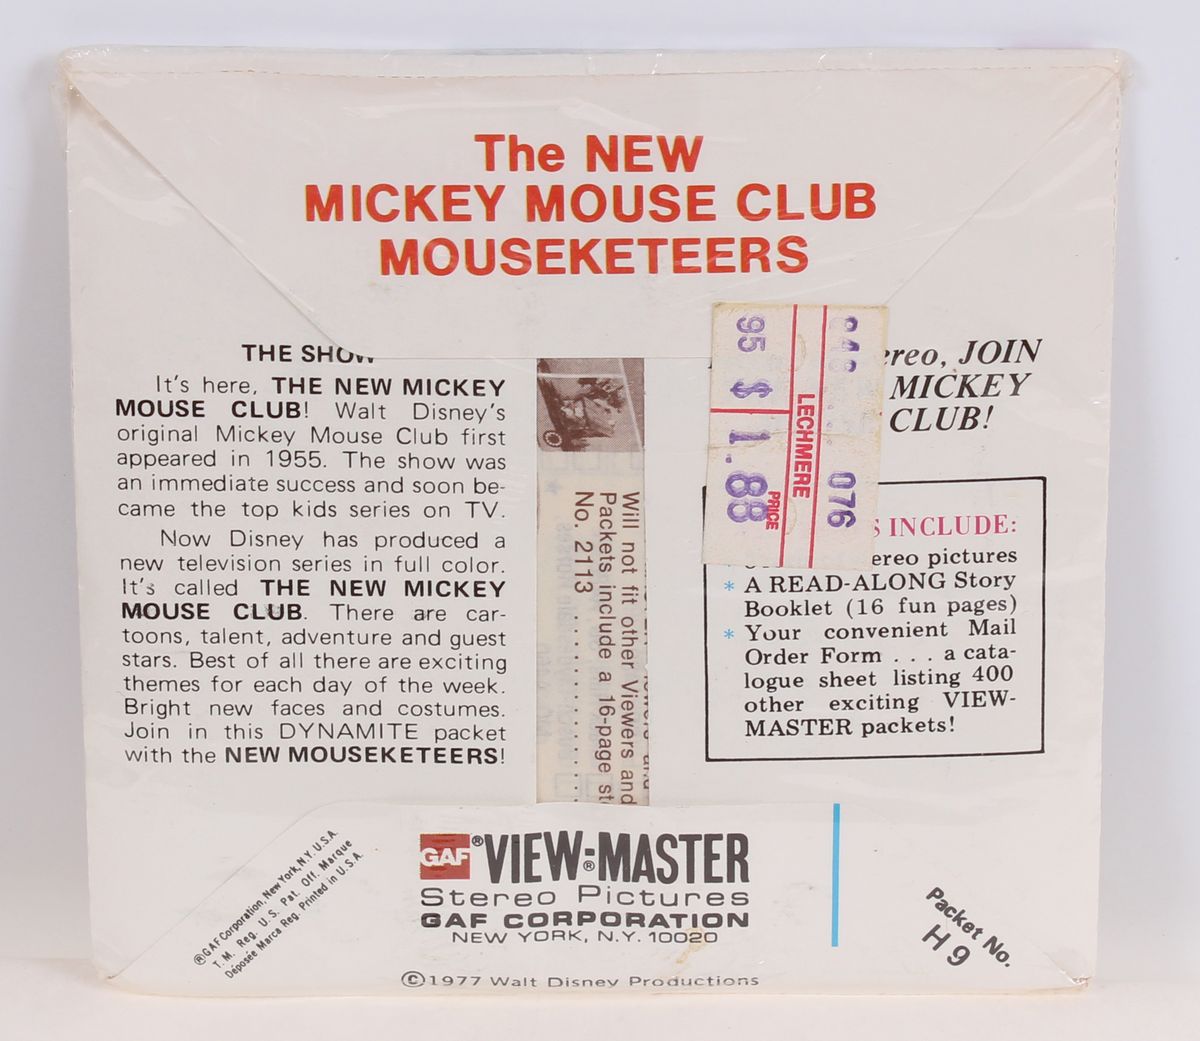 The NEW
MICKEY MOUSE CLUB
MOUSEKETEERS
THE SHOW
It's here, THE NEW MICKEY
MOUSE CLUB! Walt Disney's
original Mickey Mouse Club first
appeared in 1955. The show was
an immediate success and soon be-
came the top kids series on TV.
Now Disney has produced a
new television series in full color.
It's called THE NEW MICKEY
MOUSE CLUB. There are car-
toons, talent, adventure and guest
stars. Best of all there are exciting
themes for each day of the week.
Bright new faces and costumes.
Join in this DYNAMITE packet
with the NEW MOUSEKETEERS!
Will not fit other Viewers and
Packets include a 16-page st
No. 2113 . . . . . . . . .
95 $ 1.88
PRICE
LECHMERE
076
ereo, JOIN
MICKEY
CLUB!
S INCLUDE:
ereo pictures
* A READ-ALONG Story
Booklet (16 fun pages)
* Your convenient Mail
Order Form . . . a cata-
logue sheet listing 400
other exciting VIEW-
MASTER packets!
®GAF Corporation, New York, N.Y. U.S.A.
T. M. Reg. U. S. Pat. Off. Marque
Déposée Marca Reg. Printed in U.S.A.
GAF® VIEW-MASTER®
Stereo Pictures
GAF CORPORATION
NEW YORK, N.Y. 10020
©1977 Walt Disney Productions
Packet No.
H 9